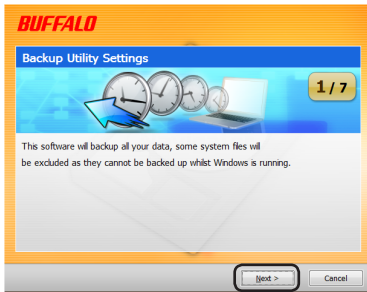 BUFFALO
Backup Utility Settings
1 / 7
This software will backup all your data, some system files will
be excluded as they cannot be backed up whilst Windows is running.
Next >
Cancel